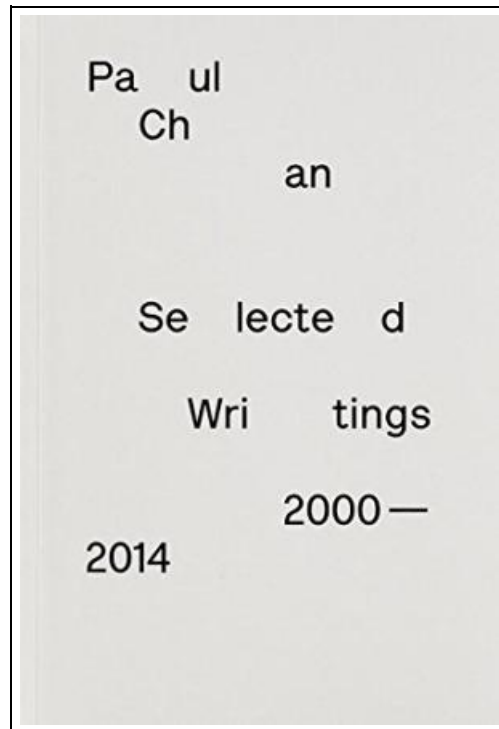 Pa ul
Ch
an
Se lecte d
Wri tings
2000—
2014